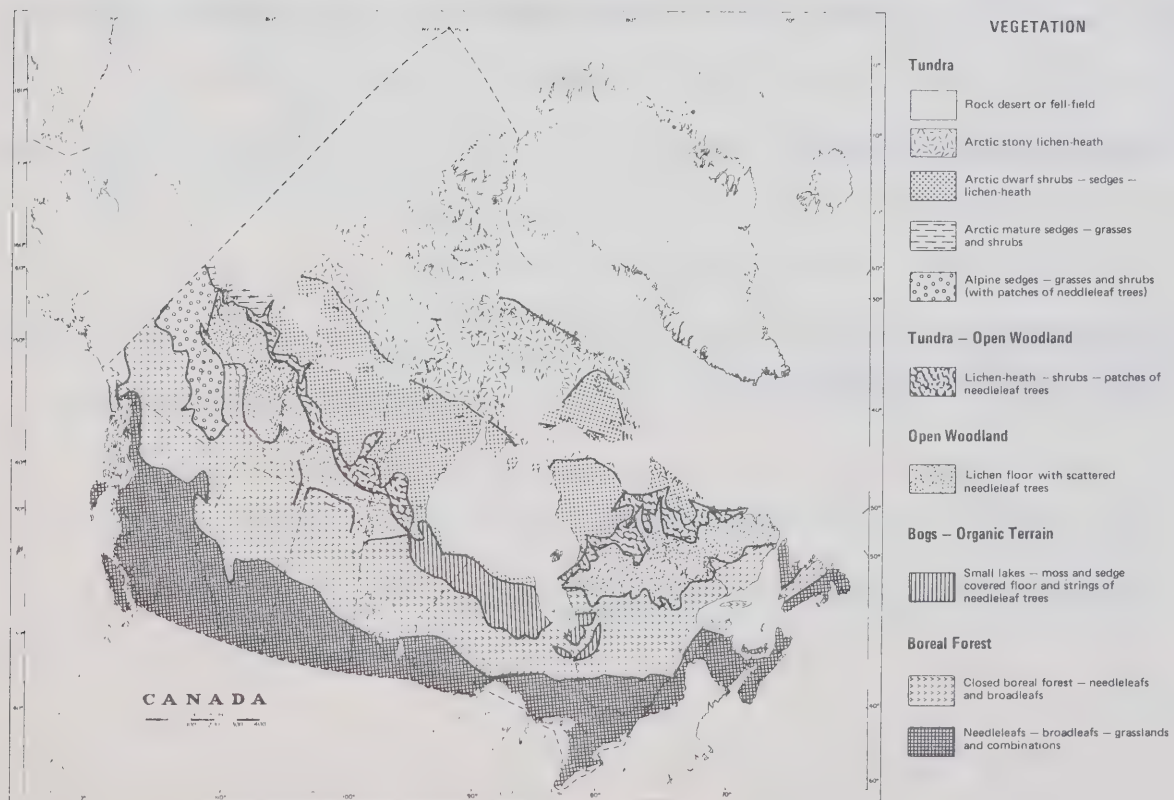 VEGETATION
Tundra
Rock desert or fell-field
Arctic stony lichen-heath
Arctic dwarf shrubs – sedges –
lichen-heath
Arctic mature sedges – grasses
and shrubs
Alpine sedges – grasses and shrubs
(with patches of neddleleaf trees)
Tundra – Open Woodland
Lichen-heath – shrubs – patches of
needleleaf trees
Open Woodland
Lichen floor with scattered
needleleaf trees
Bogs – Organic Terrain
Small lakes – moss and sedge
covered floor and strings of
needleleaf trees
Boreal Forest
Closed boreal forest – needleleafs
and broadleafs
Needleleafs – broadleafs – grasslands
and combinations
CANADA